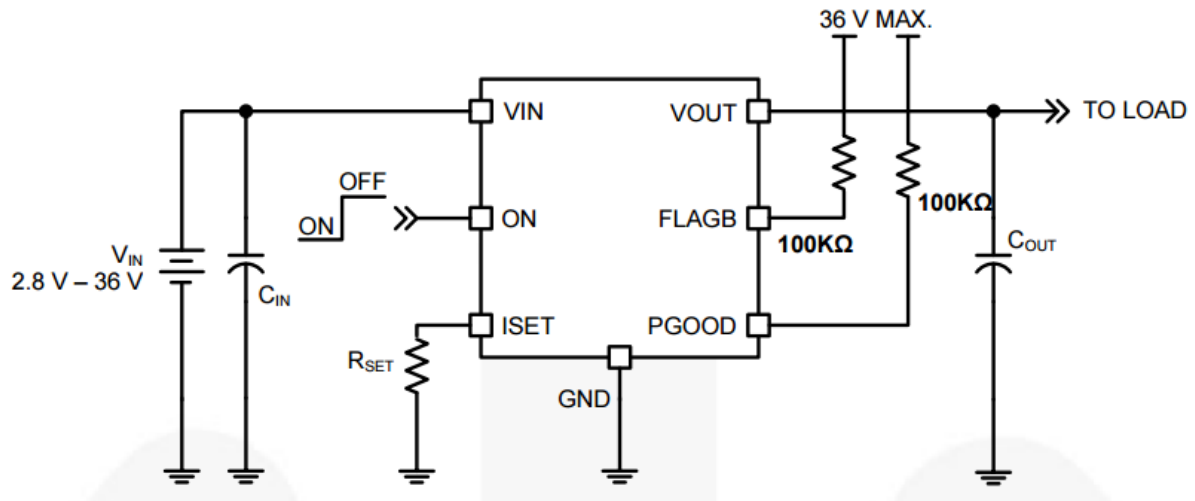 36 V MAX.
VIN
VOUT
TO LOAD
OFF
ON
ON
FLAGB
100KΩ
100KΩ
VIN
2.8 V – 36 V
CIN
COUT
ISET
PGOOD
RSET
GND